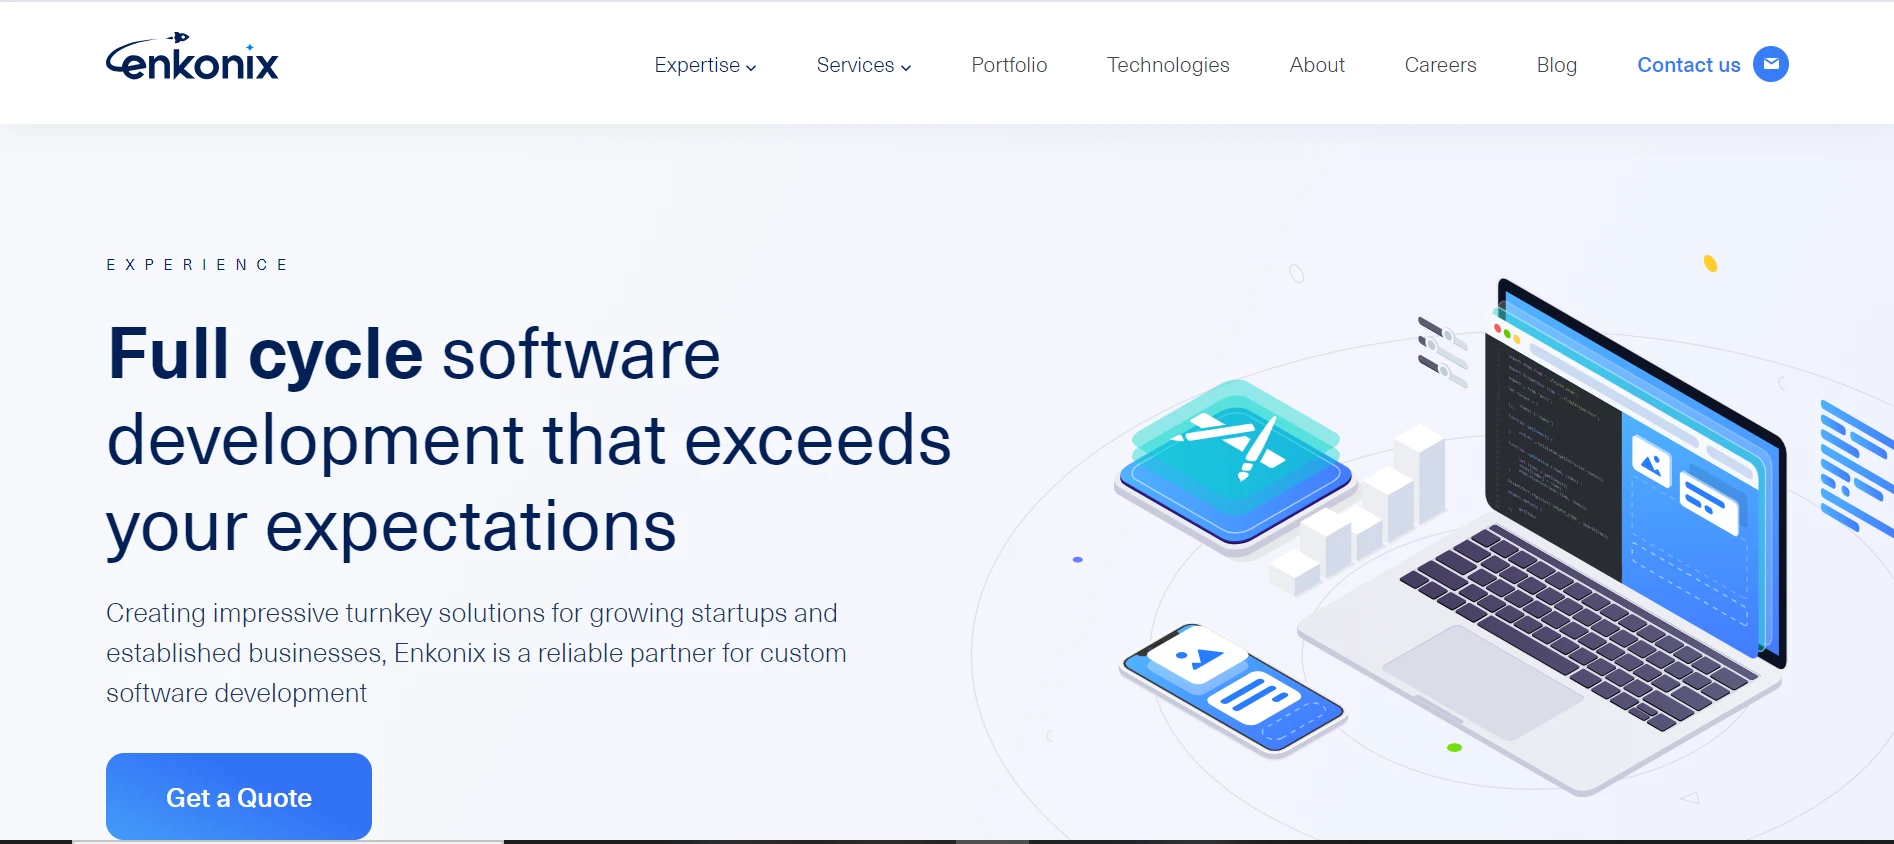 enkonix
Expertise
Services
Portfolio
Technologies
About
Careers
Blog
Contact us
EXPERIENCE
Full cycle software
development that exceeds
your expectations
Creating impressive turnkey solutions for growing startups and
established businesses, Enkonix is a reliable partner for custom
software development
Get a Quote